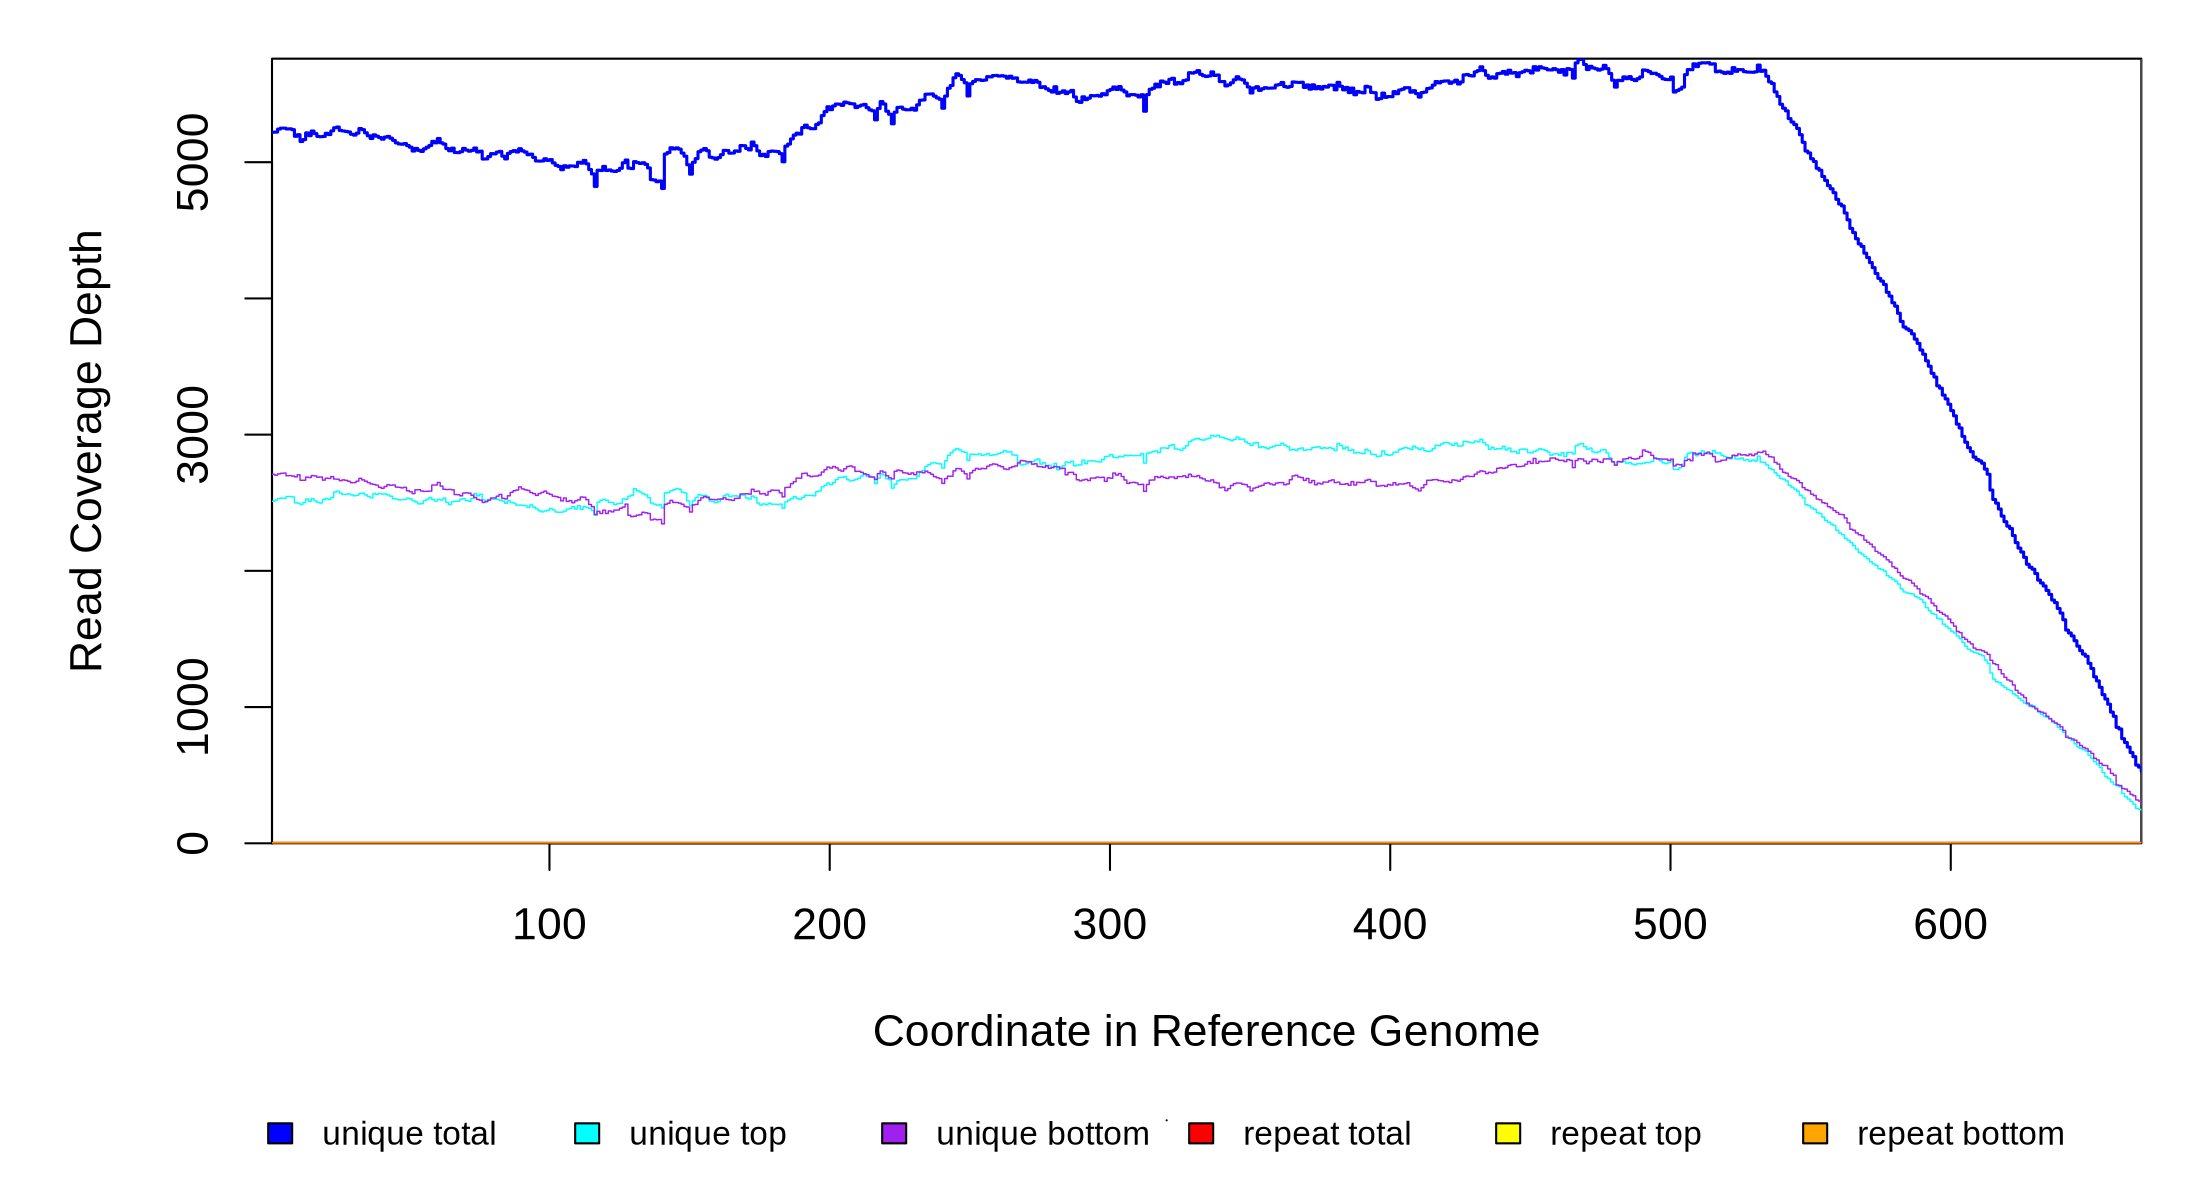 Read Coverage Depth
5000
3000
1000
0
100 200 300 400 500 600
Coordinate in Reference Genome
unique total unique top unique bottom repeat total repeat top repeat bottom